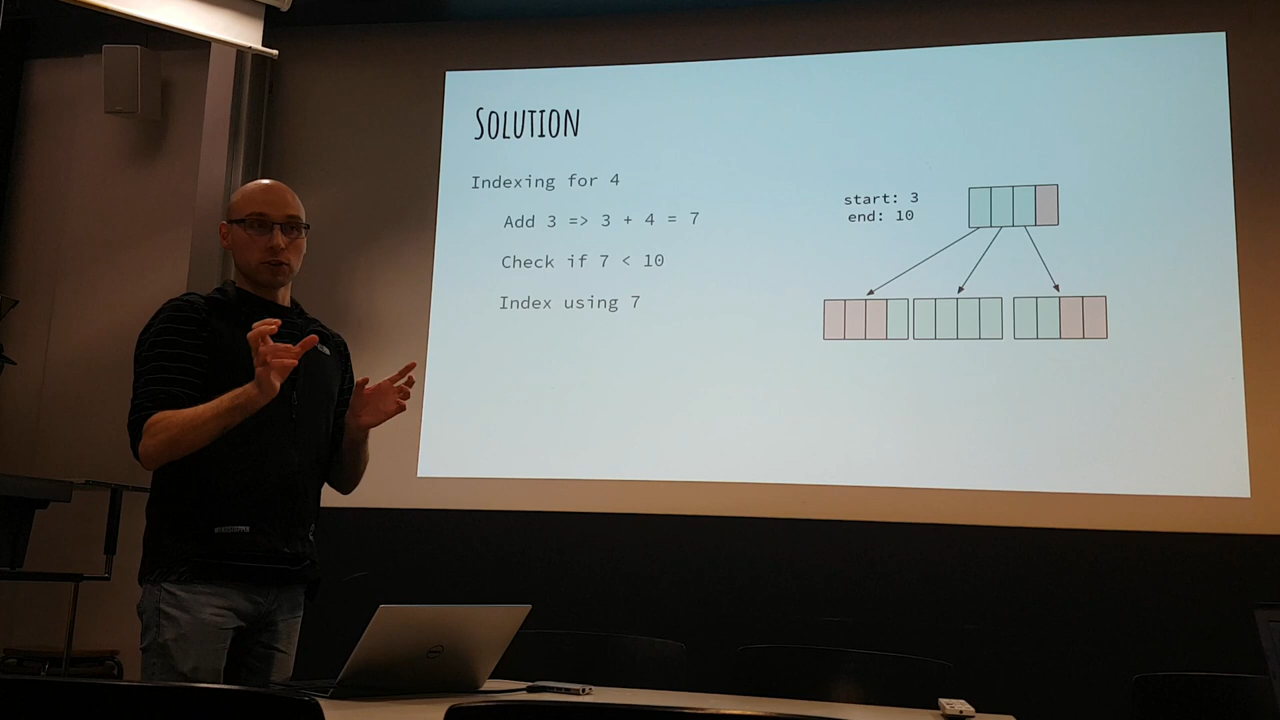 SOLUTION
Indexing for 4
Add 3 => 3 + 4 = 7
Check if 7 < 10
Index using 7
start: 3
end: 10
DELL